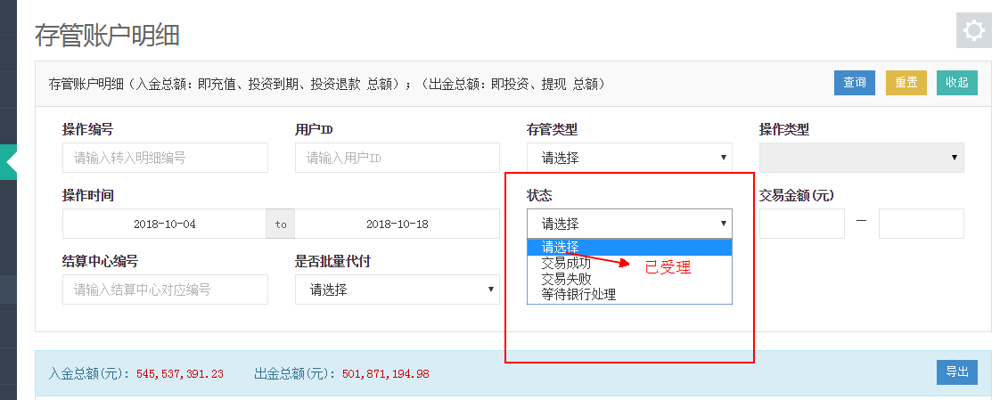 存管账户明细
存管账户明细（入金总额：即充值、投资到期、投资退款 总额）；（出金总额：即投资、提现 总额）
查询 重置 收起
操作编号 用户ID 存管类型 操作类型
请输入转入明细编号 请输入用户ID 请选择
操作时间 状态 交易金额(元)
2018-10-04 to 2018-10-18 请选择 —
请选择
结算中心编号 是否批量代付 交易成功 已受理
交易失败
请输入结算中心对应编号 请选择 等待银行处理
入金总额(元): 545,537,391.23 出金总额(元): 501,871,194.98 导出